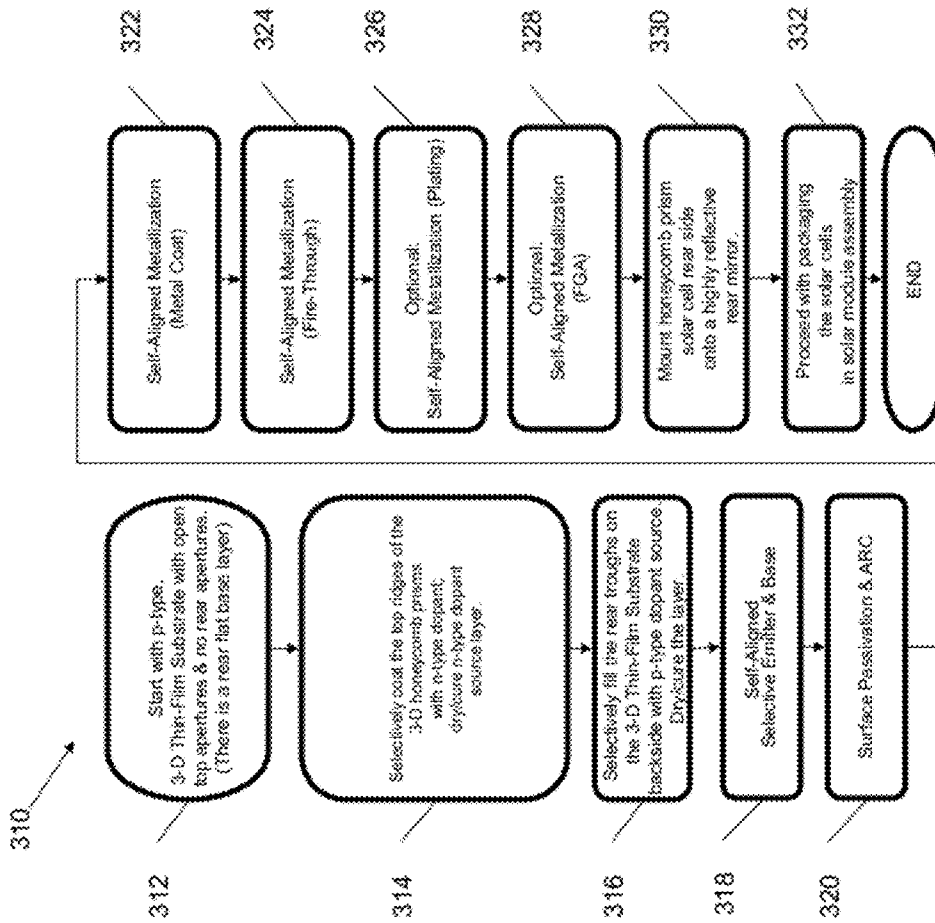 310
312
Start with p-type.
3-D Thin-Film Substrate with open
top apertures & no rear apertures.
(There is a rear flat base layer)
314
Selectively coat the top ridges of the
3-D honeycomb prisms
with n-type dopant;
dry/cure n-type dopant
source layer.
316
Selectively fill the rear troughs on
the 3-D Thin-Film Substrate
backside with p-type dopant source.
Dry/cure the layer.
318
Self-Aligned
Selective Emitter & Base
320
Surface Passivation & ARC
322
Self-Aligned Metallization
(Metal Coat)
324
Self-Aligned Metallization
(Fire-Through)
326
Optional:
Self-Aligned Metallization (Plating)
328
Optional:
Self-Aligned Metallization
(FGA)
330
Mount honeycomb prism
solar cell rear side
onto a highly reflective
rear mirror.
332
Proceed with packaging
the solar cells
in solar module assembly
END